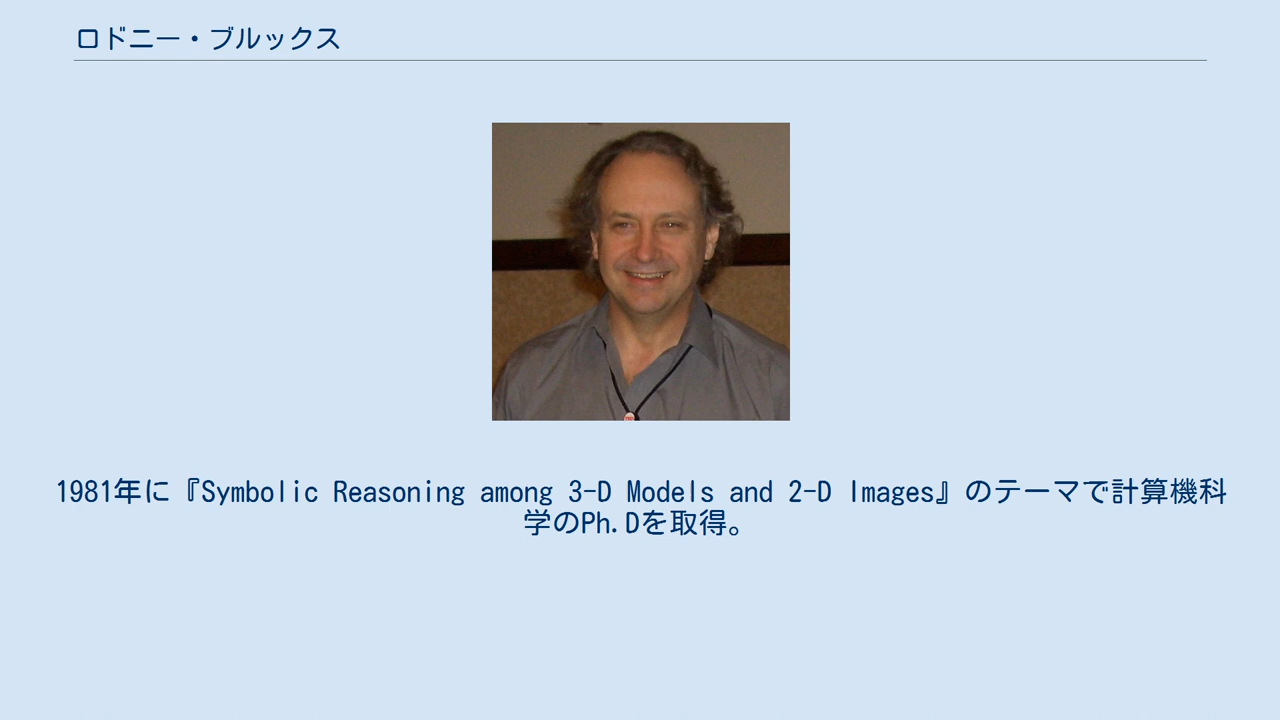 ロドニー・ブルックス
1981年に『Symbolic Reasoning among 3-D Models and 2-D Images』のテーマで計算機科
学のPh.Dを取得。